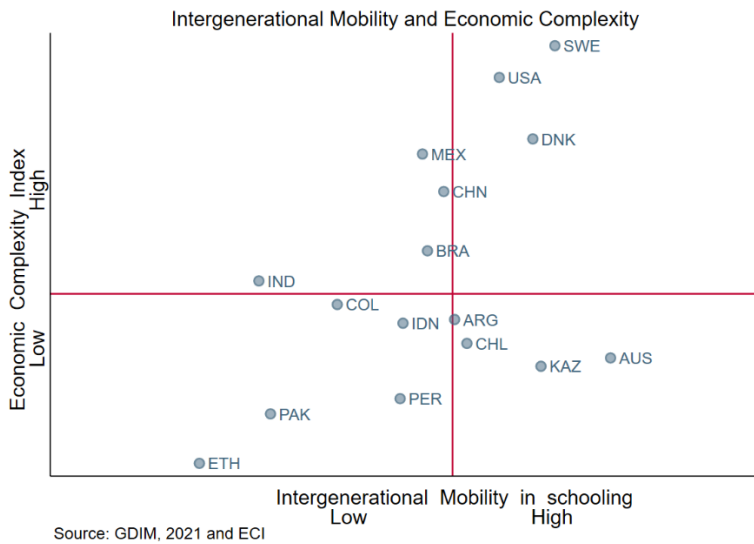 Intergenerational Mobility and Economic Complexity
SWE
USA
DNK
MEX
CHN
BRA
IND
COL
IDN
ARG
CHL
KAZ
AUS
PER
PAK
ETH
Economic Complexity Index
Low High
Intergenerational Mobility in schooling
Low High
Source: GDIM, 2021 and ECI